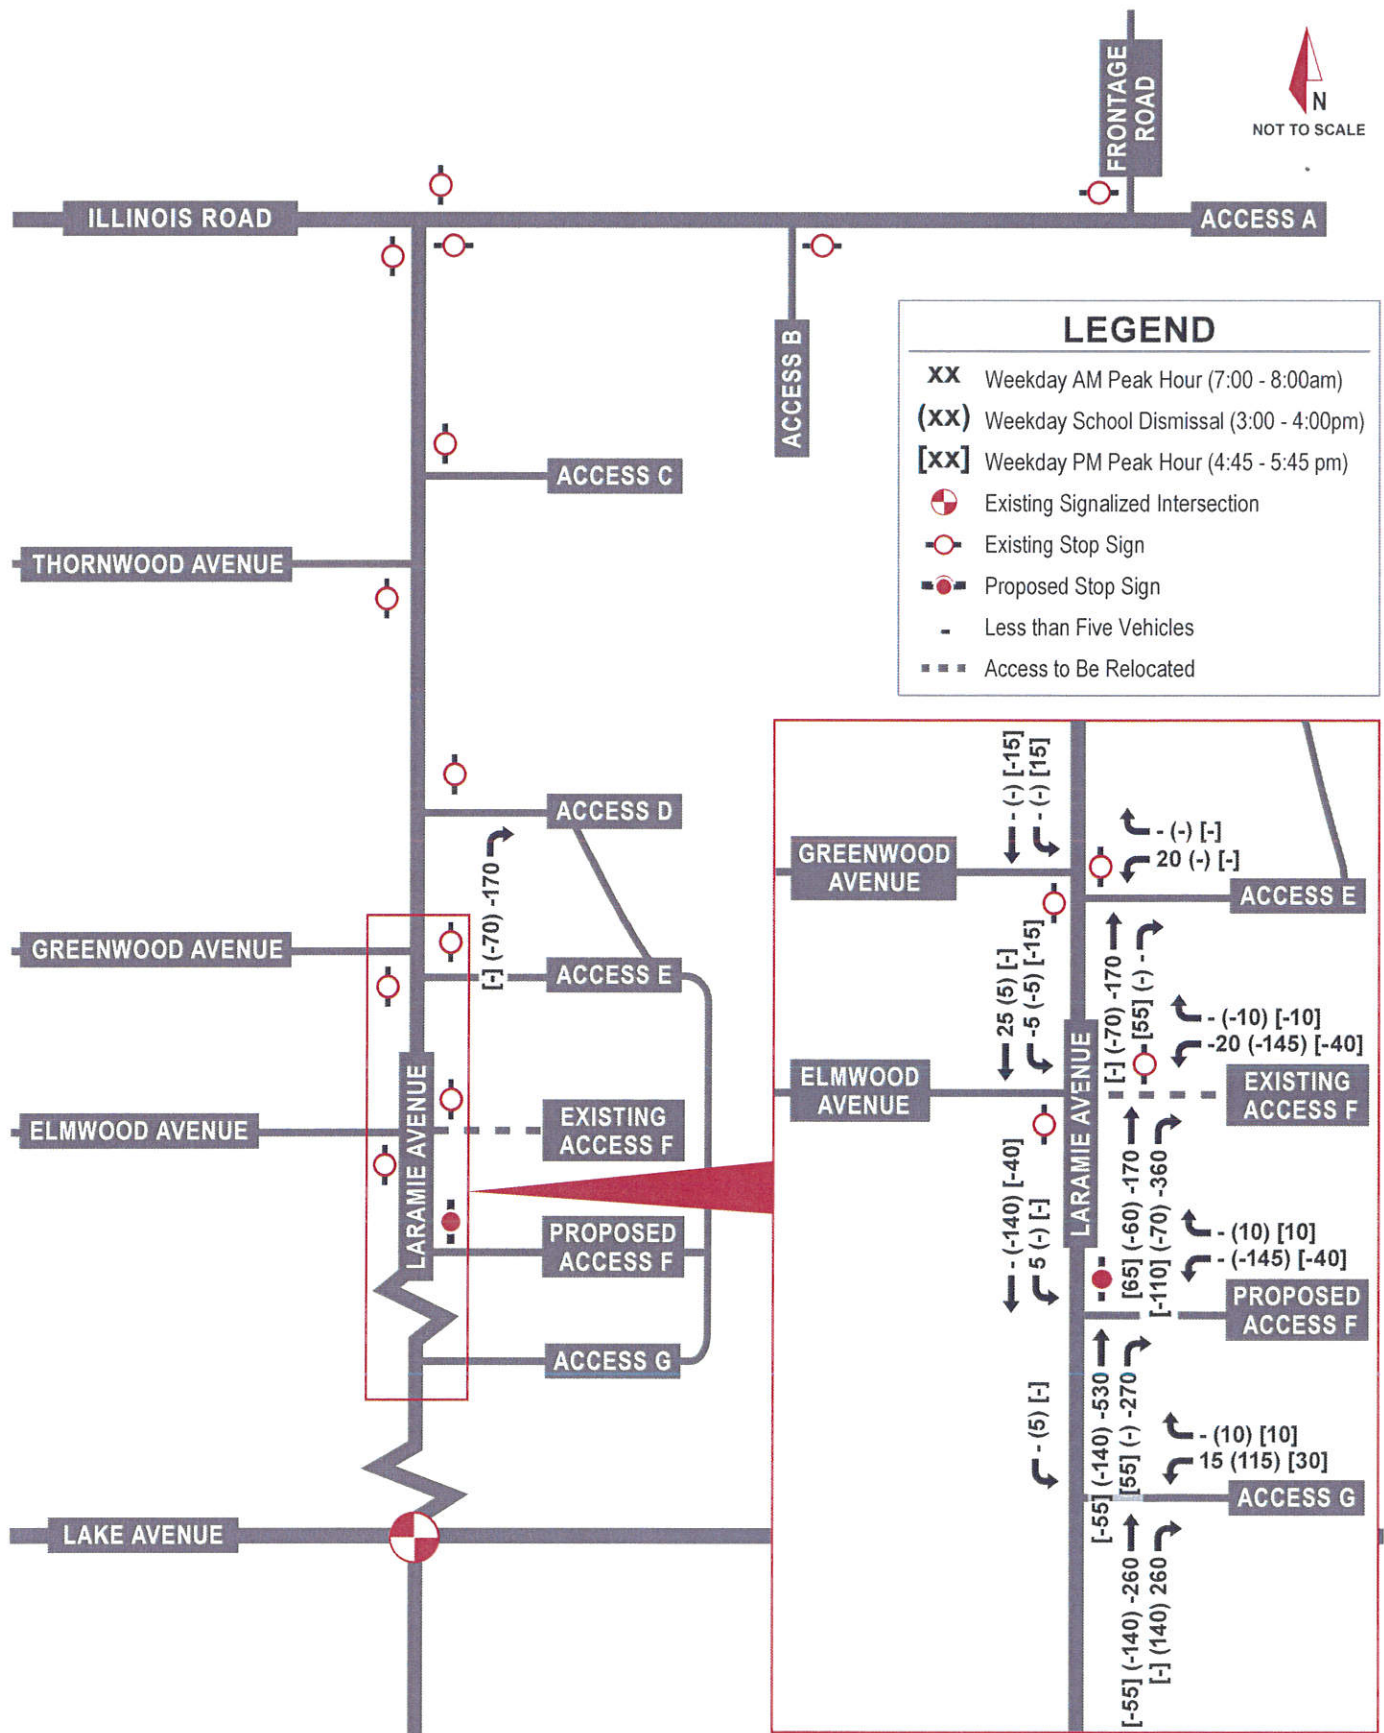 FRONTAGE
ROAD
N
NOT TO SCALE
ILLINOIS ROAD
ACCESS A
ACCESS B
LEGEND
xx Weekday AM Peak Hour (7:00 - 8:00am)
(xx) Weekday School Dismissal (3:00 - 4:00pm)
[xx] Weekday PM Peak Hour (4:45 - 5:45 pm)
Existing Signalized Intersection
Existing Stop Sign
Proposed Stop Sign
- Less than Five Vehicles
Access to Be Relocated
ACCESS C
THORNWOOD AVENUE
ACCESS D
[-] (-70) -170
GREENWOOD AVENUE
ACCESS E
LARAMIE AVENUE
ELMWOOD AVENUE
EXISTING
ACCESS F
PROPOSED
ACCESS F
ACCESS G
LAKE AVENUE
- (-) [-15]
- (-) [15]
GREENWOOD
AVENUE
- (-) [-]
20 (-) [-]
ACCESS E
25 (5) [-]
-5 (-5) [-15]
[-] (-70) -170
[55] (-) -
- (-10) [-10]
-20 (-145) [-40]
ELMWOOD
AVENUE
LARAMIE AVENUE
EXISTING
ACCESS F
- (-140) [-40]
5 (-) [-]
[65] (-60) -170
[-110] (-70) -360
- (10) [10]
- (-145) [-40]
PROPOSED
ACCESS F
- (5) [-]
[-55] (-140) -530
[55] (-) -270
- (10) [10]
15 (115) [30]
ACCESS G
[-55] (-140) -260
[-] (140) 260